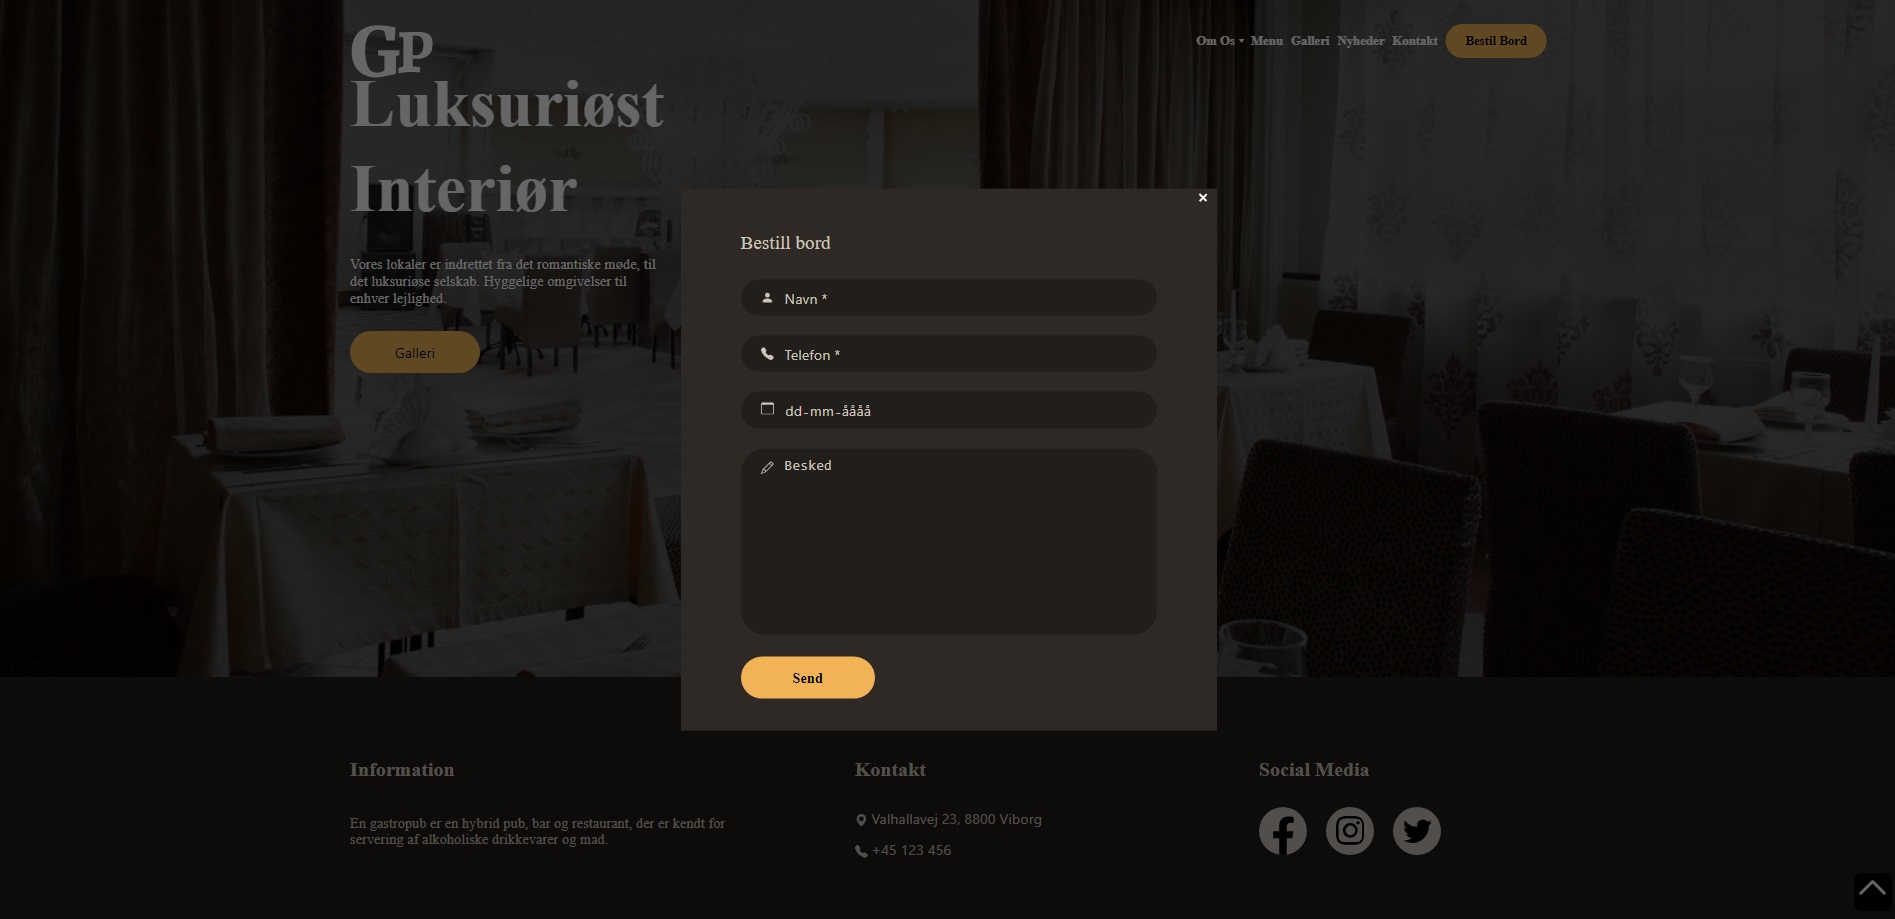 GP
Om Os Menu Galleri Nyheder Kontakt Bestil Bord
Luksuriøst
Interiør
Vores lokaler er indrettet fra det romantiske møde, til
det luksuriøse selskab. Hyggelige omgivelser til
enhver lejlighed.
Galleri
×
Bestill bord
Navn *
Telefon *
dd-mm-åååå
Besked
Send
Information
En gastropub er en hybrid pub, bar og restaurant, der er kendt for
servering af alkoholiske drikkevarer og mad.
Kontakt
Valhallavej 23, 8800 Viborg
+45 123 456
Social Media